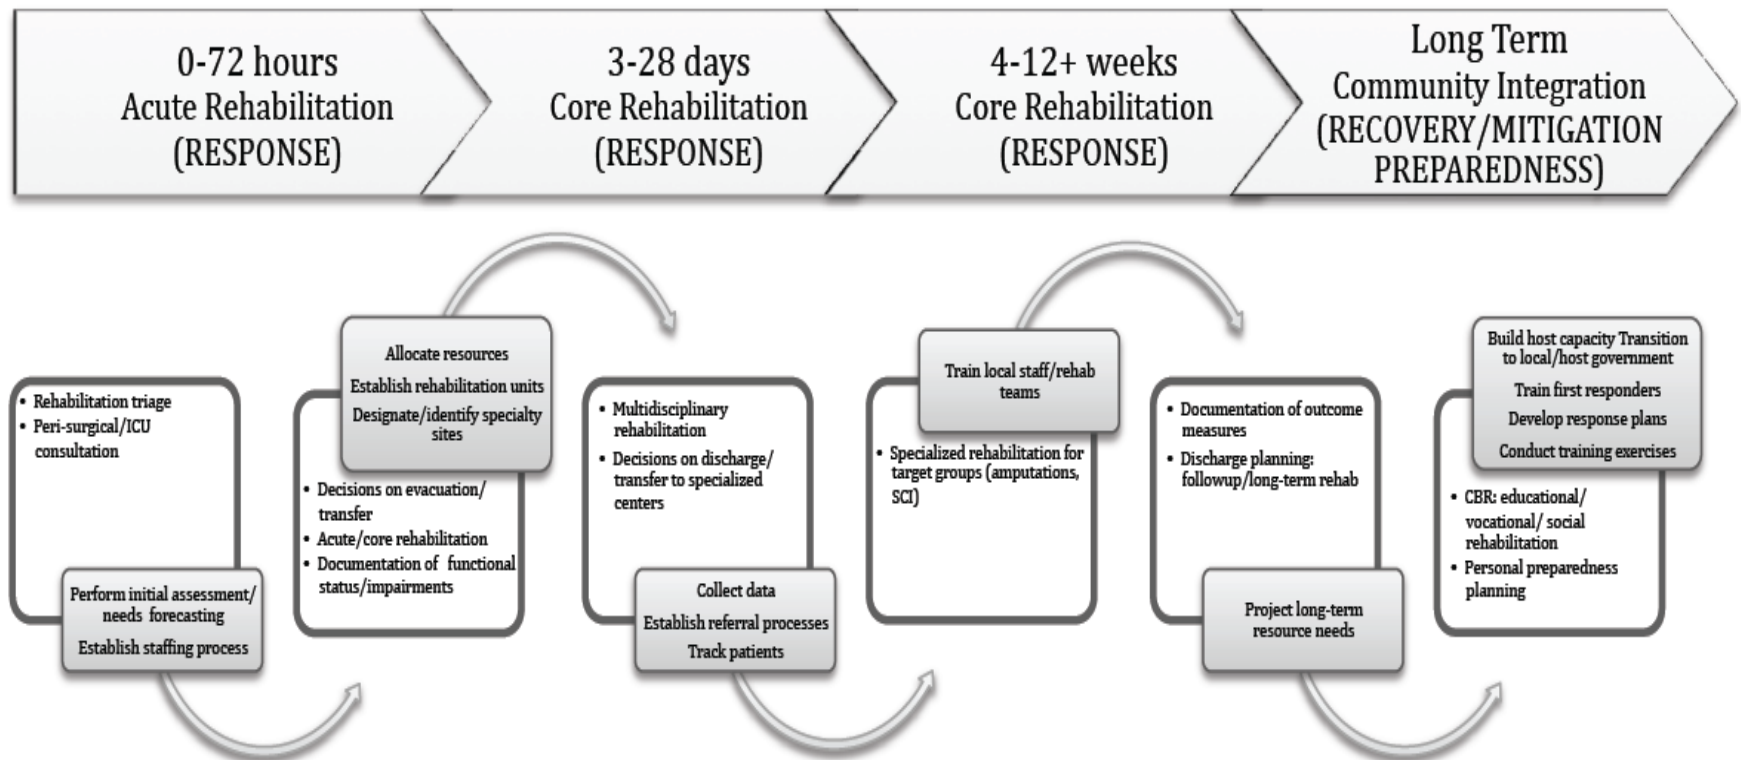 0-72 hours
Acute Rehabilitation
(RESPONSE)
3-28 days
Core Rehabilitation
(RESPONSE)
4-12+ weeks
Core Rehabilitation
(RESPONSE)
Long Term
Community Integration
(RECOVERY/MITIGATION
PREPAREDNESS)
• Rehabilitation triage
• Peri-surgical/ICU
consultation
Perform initial assessment/
needs forecasting
Establish staffing process
Allocate resources
Establish rehabilitation units
Designate/identify specialty
sites
• Decisions on evacuation/
transfer
• Acute/core rehabilitation
• Documentation of functional
status/impairments
• Multidisciplinary
rehabilitation
• Decisions on discharge/
transfer to specialized
centers
Collect data
Establish referral processes
Track patients
Train local staff/rehab
teams
• Specialized rehabilitation for
target groups (amputations,
SCI)
• Documentation of outcome
measures
• Discharge planning:
followup/long-term rehab
Project long-term
resource needs
Build host capacity Transition
to local/host government
Train first responders
Develop response plans
Conduct training exercises
• CBR: educational/
vocational/ social
rehabilitation
• Personal preparedness
planning